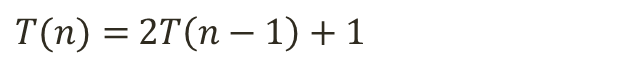 T(n) = 2T(n − 1) + 1